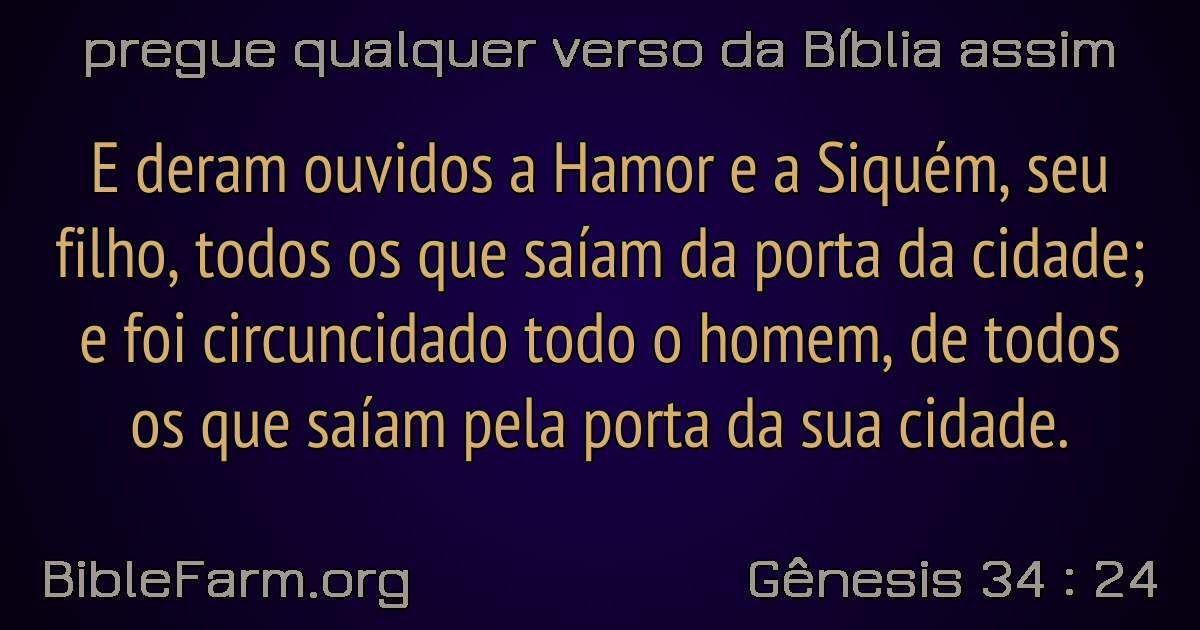 pregue qualquer verso da Bíblia assim
E deram ouvidos a Hamor e a Siquém, seu
filho, todos os que saíam da porta da cidade;
e foi circuncidado todo o homem, de todos
os que saíam pela porta da sua cidade.
BibleFarm.org
Gênesis 34 : 24